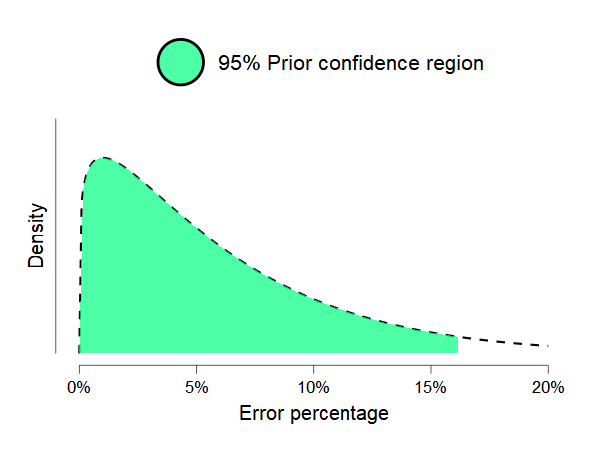 95% Prior confidence region
Density
0%
5%
10%
15%
20%
Error percentage